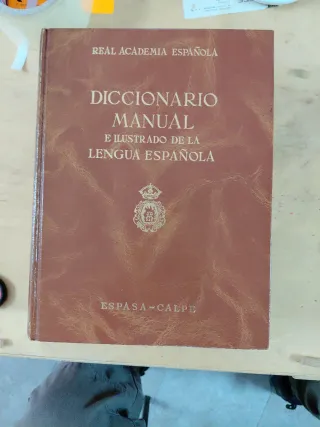 REAL ACADEMIA ESPAÑOLA
DICCIONARIO
MANUAL
E ILUSTRADO DE LA
LENGUA ESPAÑOLA
ESPASA-CALPE